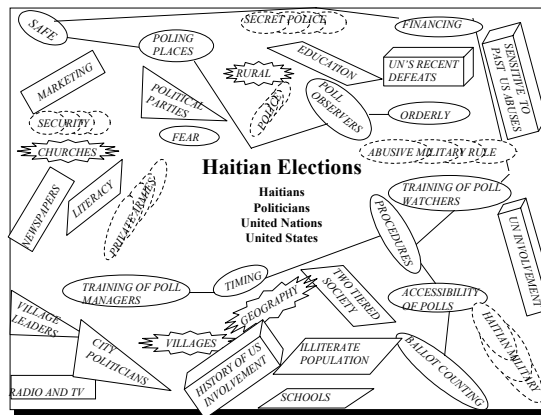 SAFE
SECRET POLICE
FINANCING
POLING
PLACES
SENSITIVE TO
PAST US ABUSES
EDUCATION
UN'S RECENT
DEFEATS
MARKETING
RURAL
POLITICAL
PARTIES
POLICE
POLL
OBSERVERS
ORDERLY
SECURITY
FEAR
CHURCHES
ABUSIVE MILITARY RULE
Haitian Elections
Haitians
Politicians
United Nations
United States
NEWSPAPERS
LITERACY
PRIVATE ARMIES
TRAINING OF POLL
WATCHERS
PROCEDURES
UN INVOLVEMENT
TRAINING OF POLL
MANAGERS
TIMING
GEOGRAPHY
TWO TIERED
SOCIETY
ACCESSIBILITY
OF POLLS
VILLAGE
LEADERS
CITY
POLITICIANS
VILLAGES
HISTORY OF US
INVOLVEMENT
ILLITERATE
POPULATION
BALLOT COUNTING
HAITIAN MILITARY
RADIO AND TV
SCHOOLS